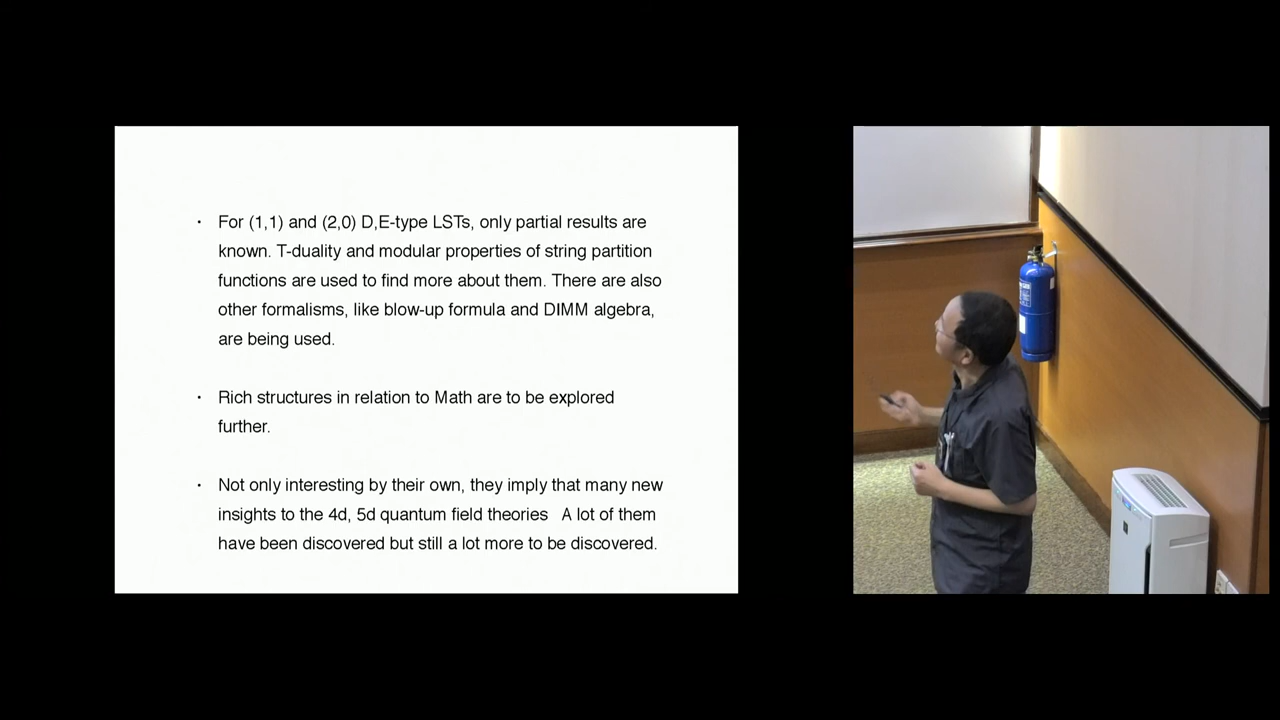 · For (1,1) and (2,0) D,E-type LSTs, only partial results are
known. T-duality and modular properties of string partition
functions are used to find more about them. There are also
other formalisms, like blow-up formula and DIMM algebra,
are being used.
· Rich structures in relation to Math are to be explored
further.
· Not only interesting by their own, they imply that many new
insights to the 4d, 5d quantum field theories   A lot of them
have been discovered but still a lot more to be discovered.